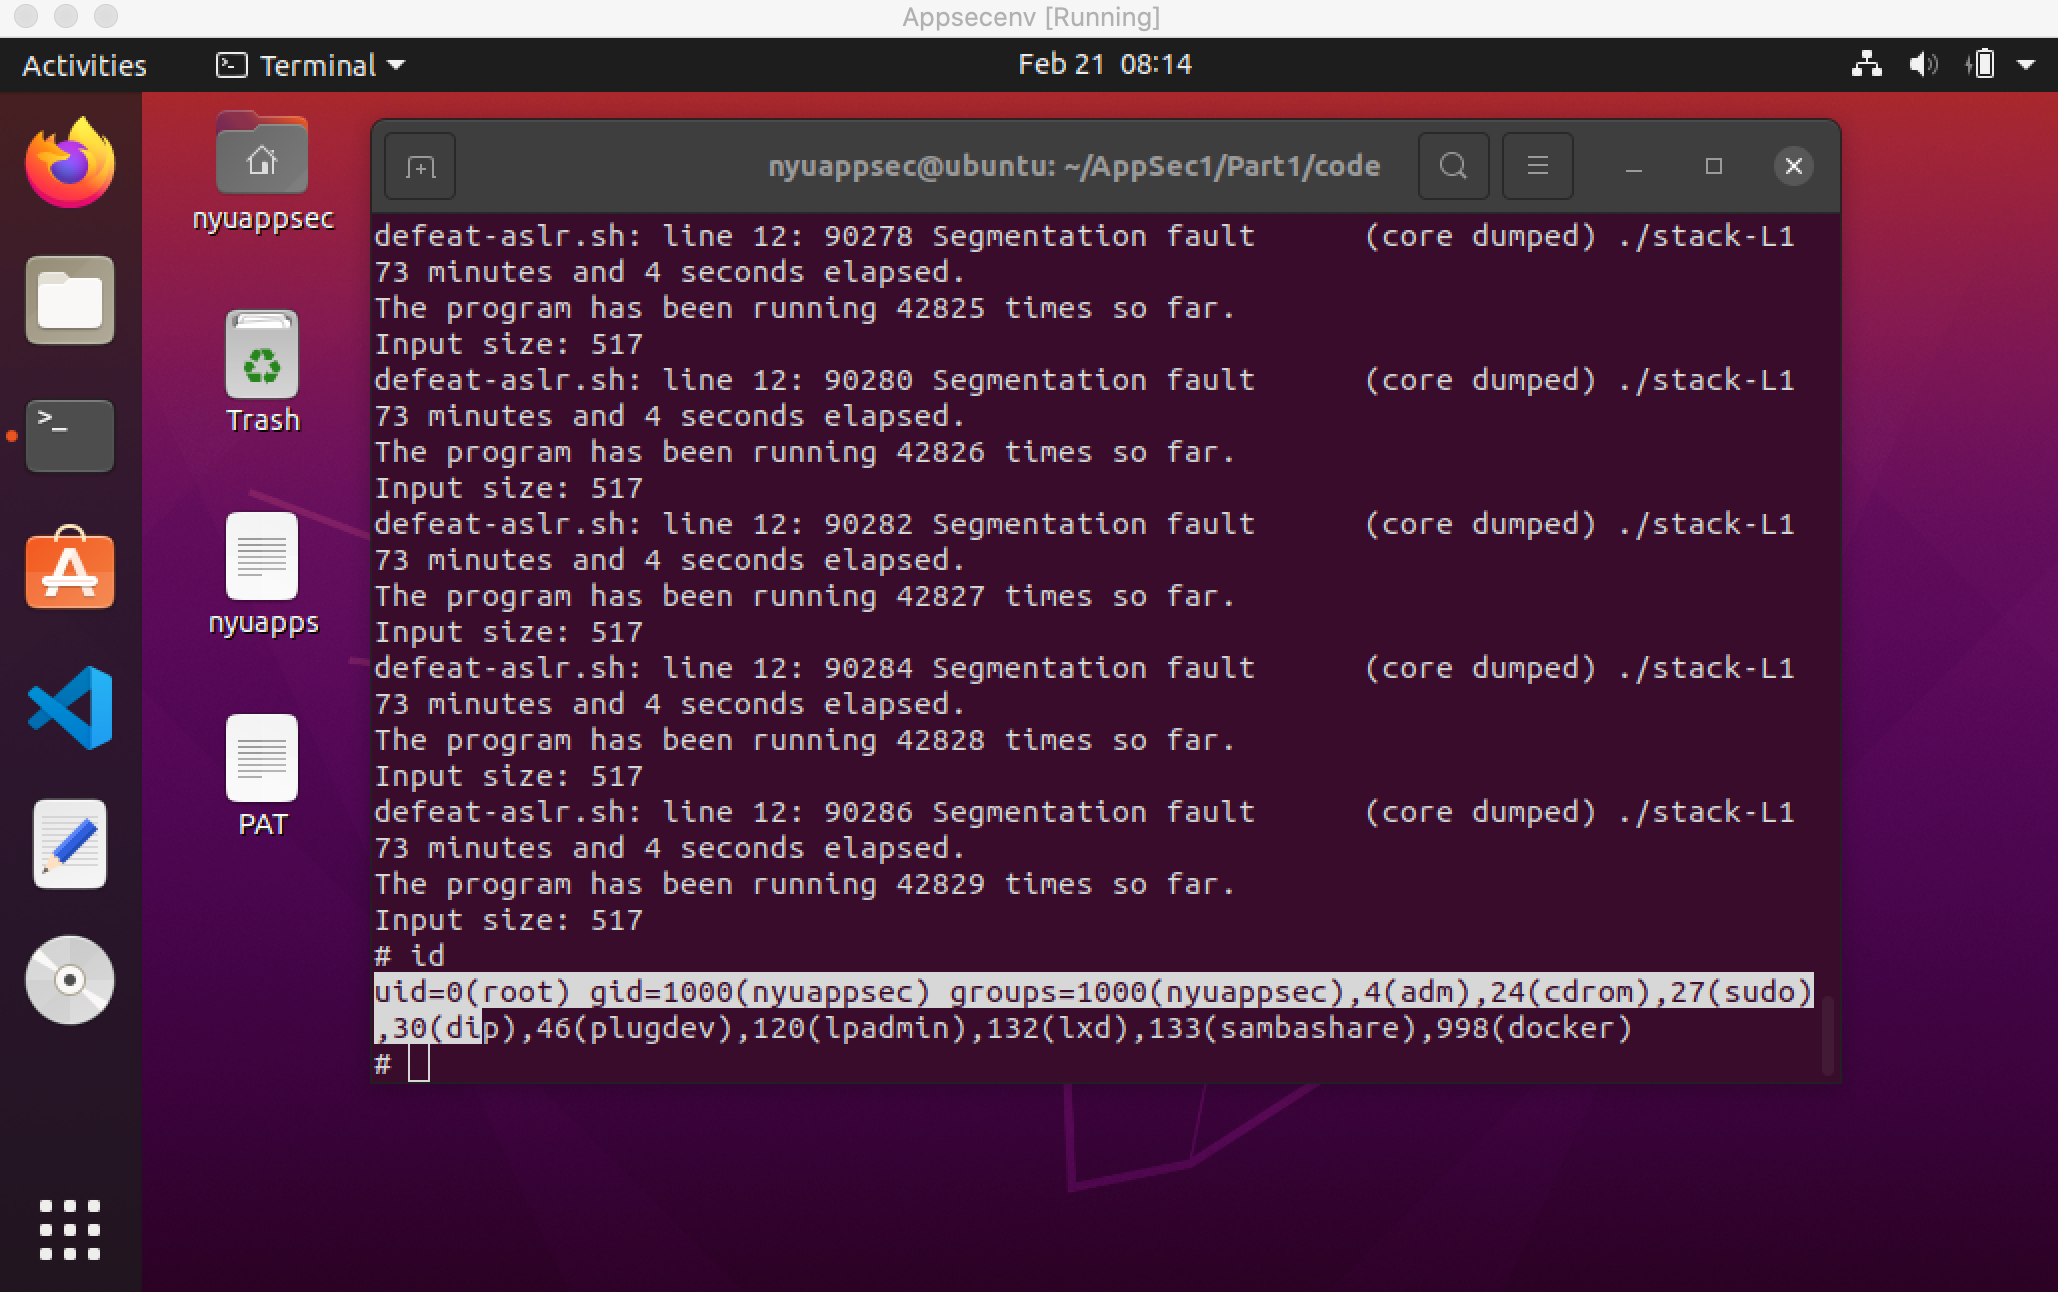 Appsecenv [Running]
Activities
Terminal
Feb 21 08:14
nyuappsec
Trash
nyuapps
PAT
nyuappsec@ubuntu: ~/AppSec1/Part1/code
defeat-aslr.sh: line 12: 90278 Segmentation fault      (core dumped) ./stack-L1
73 minutes and 4 seconds elapsed.
The program has been running 42825 times so far.
Input size: 517
defeat-aslr.sh: line 12: 90280 Segmentation fault      (core dumped) ./stack-L1
73 minutes and 4 seconds elapsed.
The program has been running 42826 times so far.
Input size: 517
defeat-aslr.sh: line 12: 90282 Segmentation fault      (core dumped) ./stack-L1
73 minutes and 4 seconds elapsed.
The program has been running 42827 times so far.
Input size: 517
defeat-aslr.sh: line 12: 90284 Segmentation fault      (core dumped) ./stack-L1
73 minutes and 4 seconds elapsed.
The program has been running 42828 times so far.
Input size: 517
defeat-aslr.sh: line 12: 90286 Segmentation fault      (core dumped) ./stack-L1
73 minutes and 4 seconds elapsed.
The program has been running 42829 times so far.
Input size: 517
# id
uid=0(root) gid=1000(nyuappsec) groups=1000(nyuappsec),4(adm),24(cdrom),27(sudo)
,30(dip),46(plugdev),120(lpadmin),132(lxd),133(sambashare),998(docker)
#